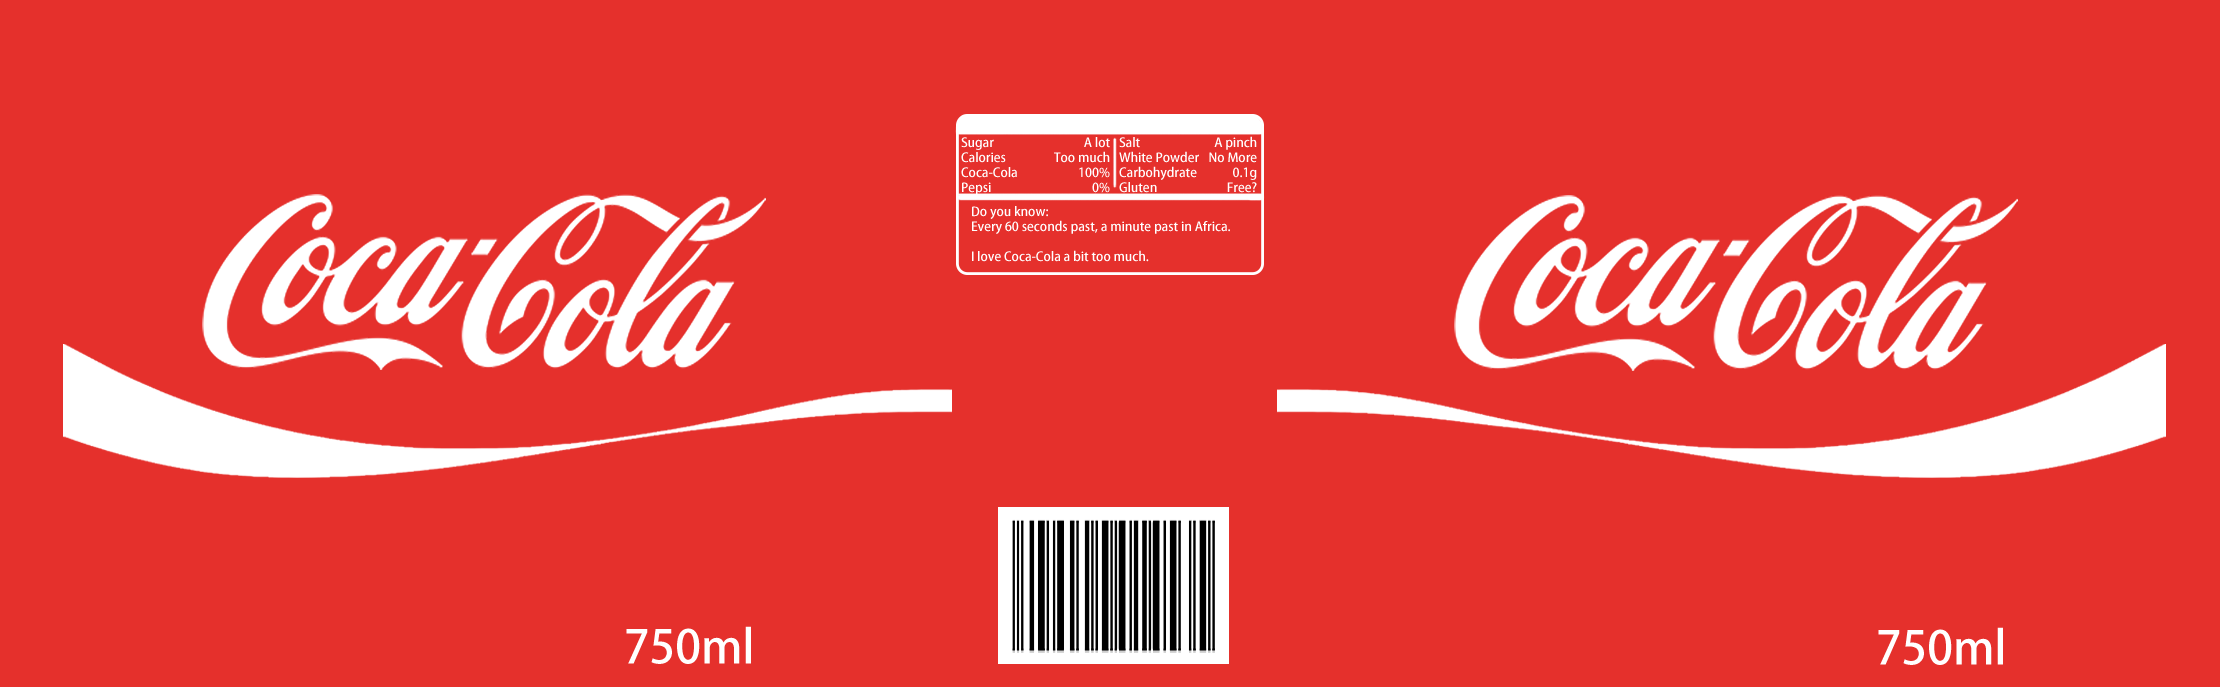 Coca-Cola
750ml
Sugar A lot Salt A pinch
Calories Too much White Powder No More
Coca-Cola 100% Carbohydrate 0.1g
Pepsi 0% Gluten Free?
Do you know:
Every 60 seconds past, a minute past in Africa.
I love Coca-Cola a bit too much.
Coca-Cola
750ml